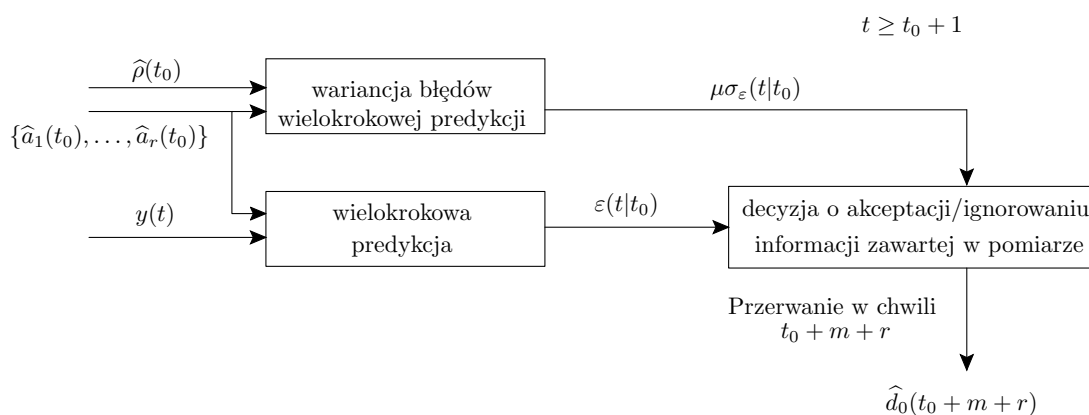 t ≥ t₀ + 1
ρ̂(t₀)
wariancja błędów
wielokrokowej predykcji
μσ_ε(t|t₀)
{â₁(t₀), . . . , âᵣ(t₀)}
y(t)
wielokrokowa
predykcja
ε(t|t₀)
decyzja o akceptacji/ignorowaniu
informacji zawartej w pomiarze
Przerwanie w chwili
t₀ + m + r
d̂₀(t₀ + m + r)